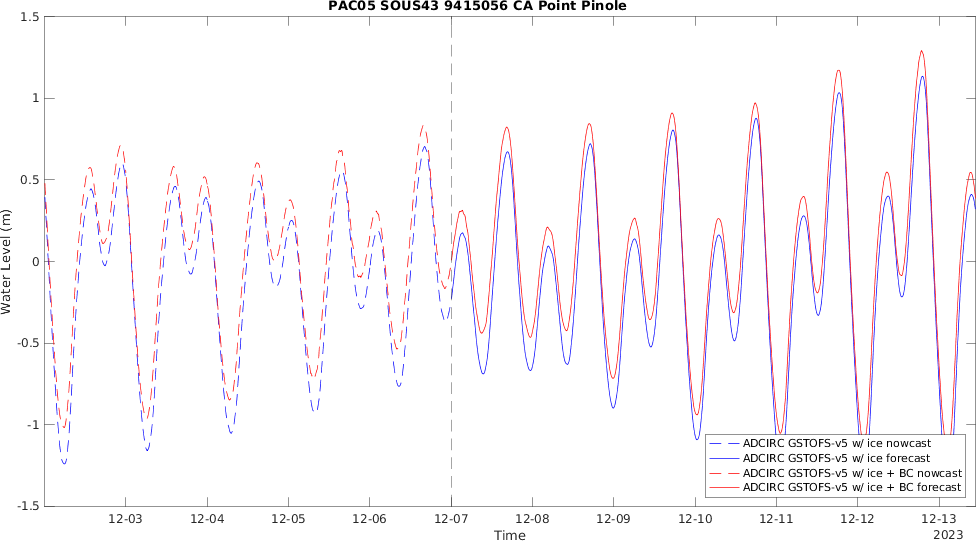 PAC05 SOUS43 9415056 CA Point Pinole
1.5
1
0.5
0
-0.5
-1
-1.5
Water Level (m)
ADCIRC GSTOFS-v5 w/ ice nowcast
ADCIRC GSTOFS-v5 w/ ice forecast
ADCIRC GSTOFS-v5 w/ ice + BC nowcast
ADCIRC GSTOFS-v5 w/ ice + BC forecast
12-03 12-04 12-05 12-06 12-07 12-08 12-09 12-10 12-11 12-12 12-13
Time
2023